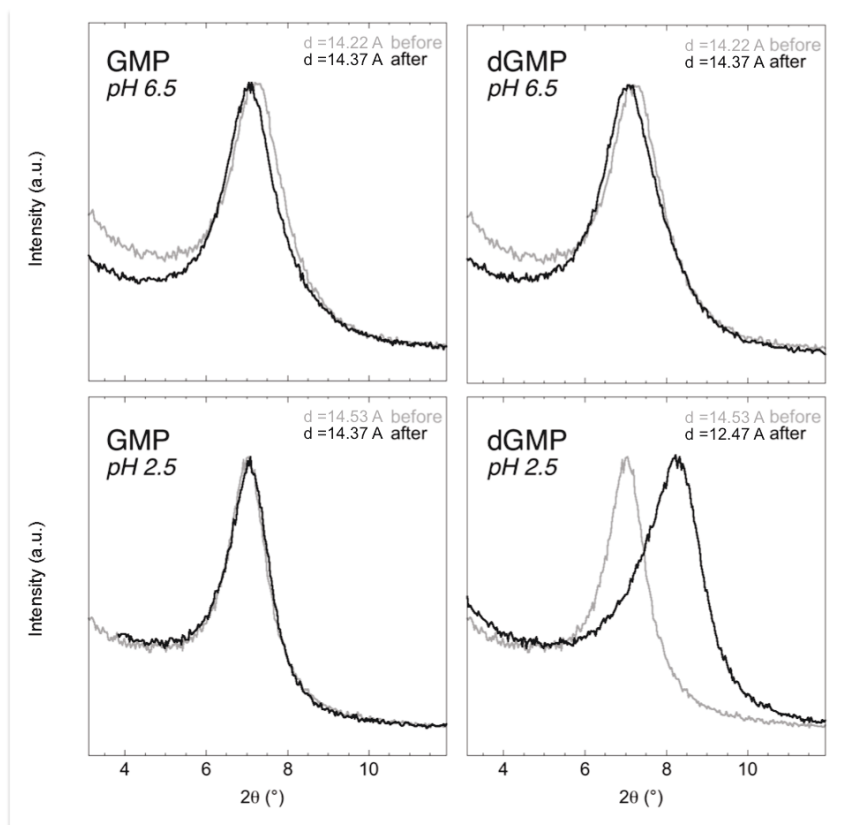 d =14.22 A before
d =14.37 A after
GMP
pH 6.5
d =14.22 A before
d =14.37 A after
dGMP
pH 6.5
Intensity (a.u.)
d =14.53 A before
d =14.37 A after
GMP
pH 2.5
d =14.53 A before
d =12.47 A after
dGMP
pH 2.5
Intensity (a.u.)
4 6 8 10
4 6 8 10
2θ (°)
2θ (°)